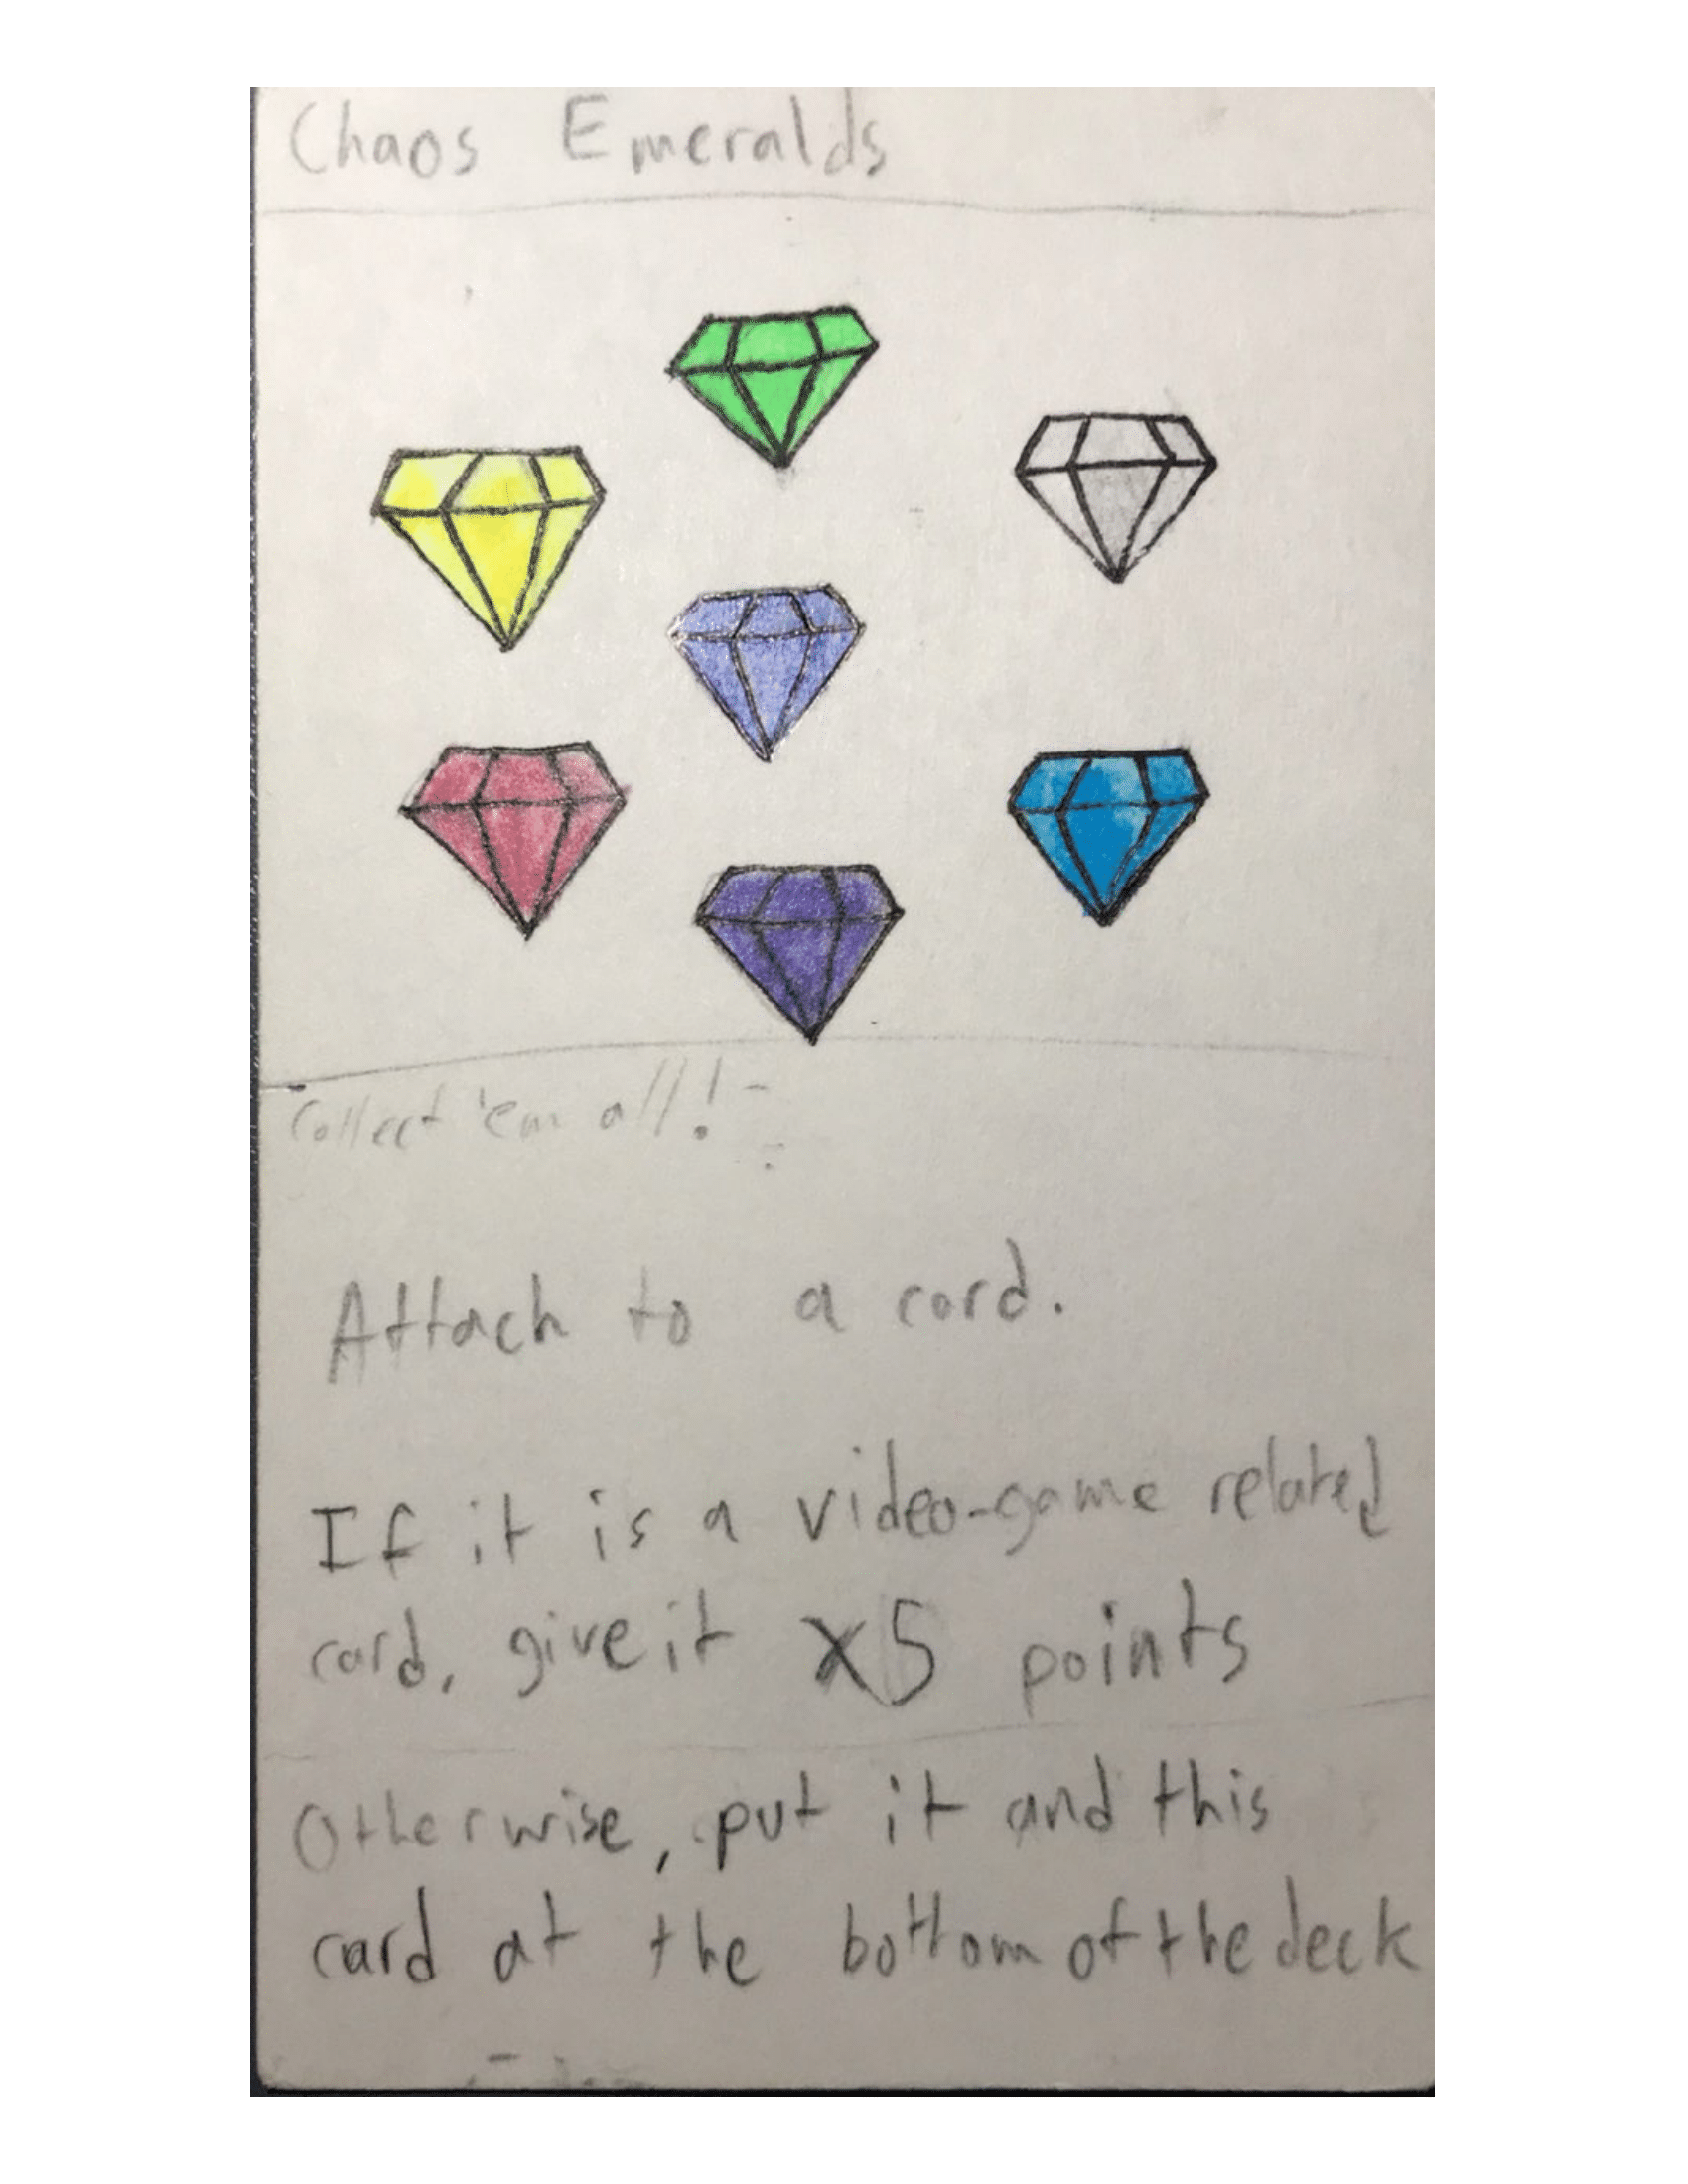 Chaos Emeralds
Collect 'em all!
Attach to a card.
If it is a video-game related
card, give it x5 points
Otherwise, put it and this
card at the bottom of the deck